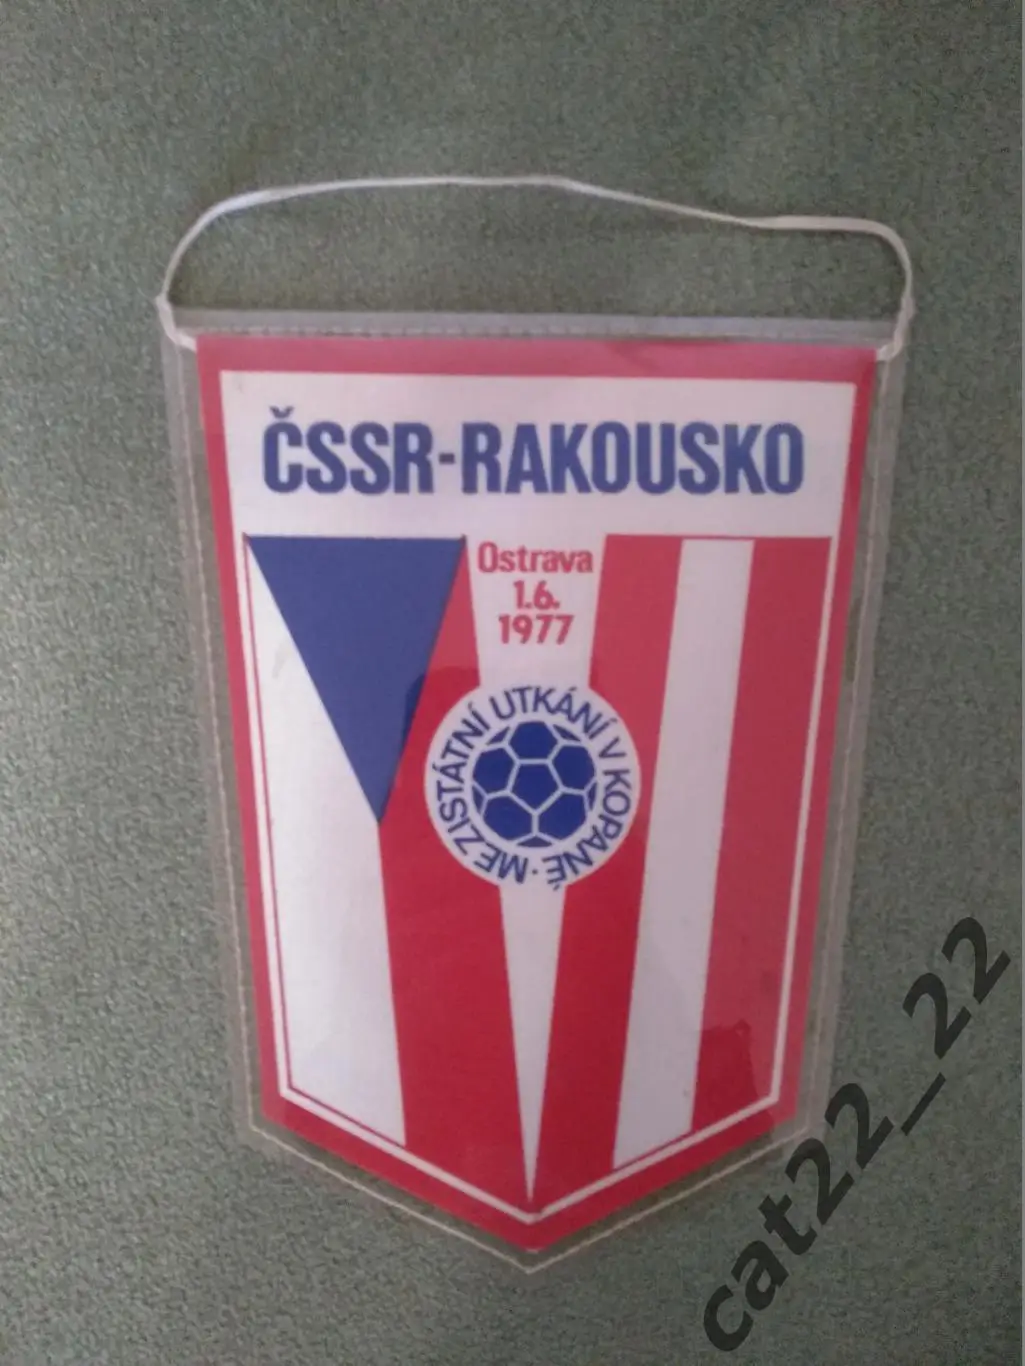 ČSSR-RAKOUSKO
Ostrava
1.6.
1977
MEZISTÁTNÍ UTKÁNÍ V KOPANÉ ·
cat22_22